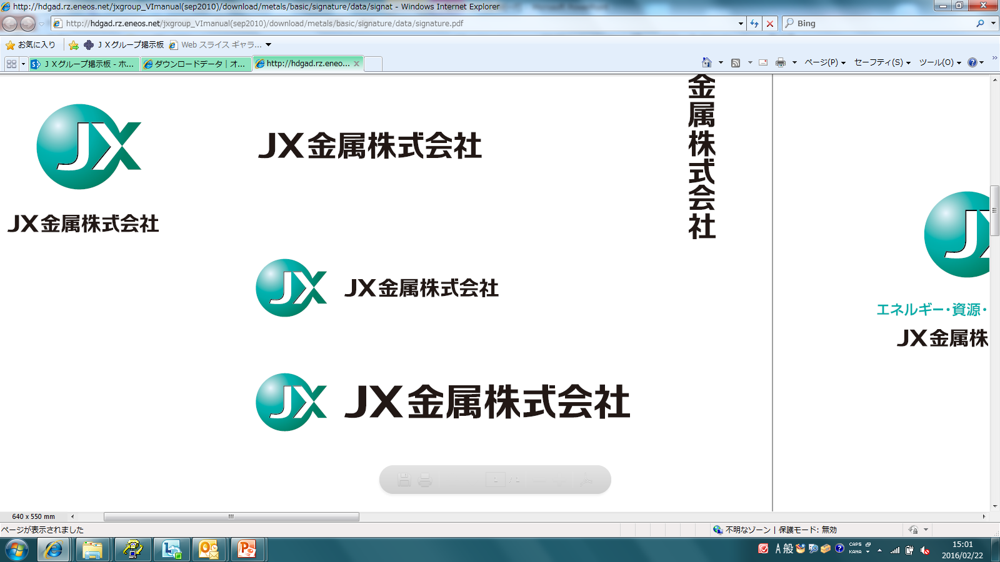 http://hdgad.rz.eneos.net/jxgroup_VImanual(sep2010)/download/metals/basic/signature/data/signat - Windows Internet Explorer
http://hdgad.rz.eneos.net/jxgroup_VImanual(sep2010)/download/metals/basic/signature/data/signature.pdf
Bing
お気に入り
ＪＸグループ掲示板
Web スライス ギャラ...
ＪＸグループ掲示板 - ホ...
ダウンロードデータ | オ...
http://hdgad.rz.eneo...
ページ(P)
セーフティ(S)
ツール(O)
JX
JX金属株式会社
JX金属株式会社
金属株式会社
JX
JX金属株式会社
JX
JX金属株式会社
JX
エネルギー・資源・
JX金属株
1 / 1
640 x 550 mm
ページが表示されました
不明なゾーン | 保護モード: 無効
A 般
CAPS
KANA
15:01
2016/02/22